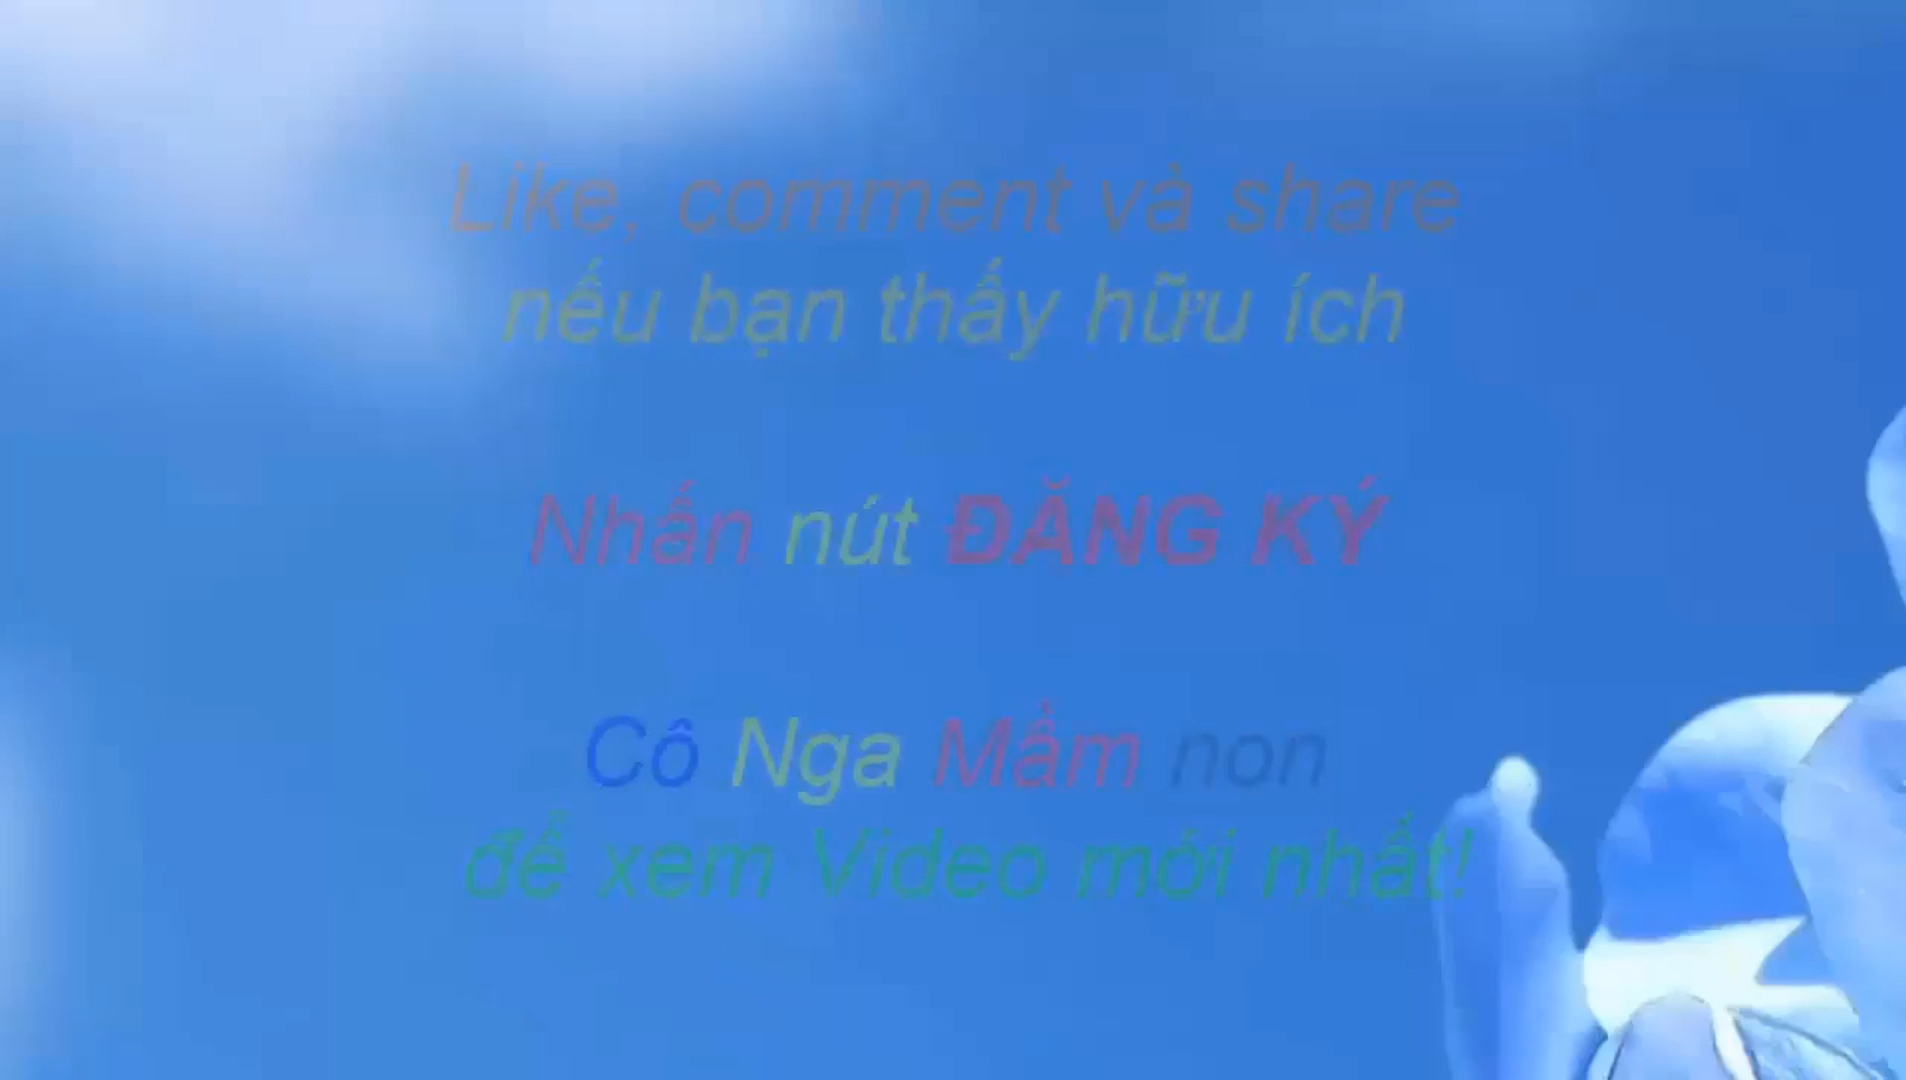 Like, comment và share
nếu bạn thấy hữu ích
Nhấn nút ĐĂNG KÝ
Cô Nga Mầm non
để xem Video mới nhất!